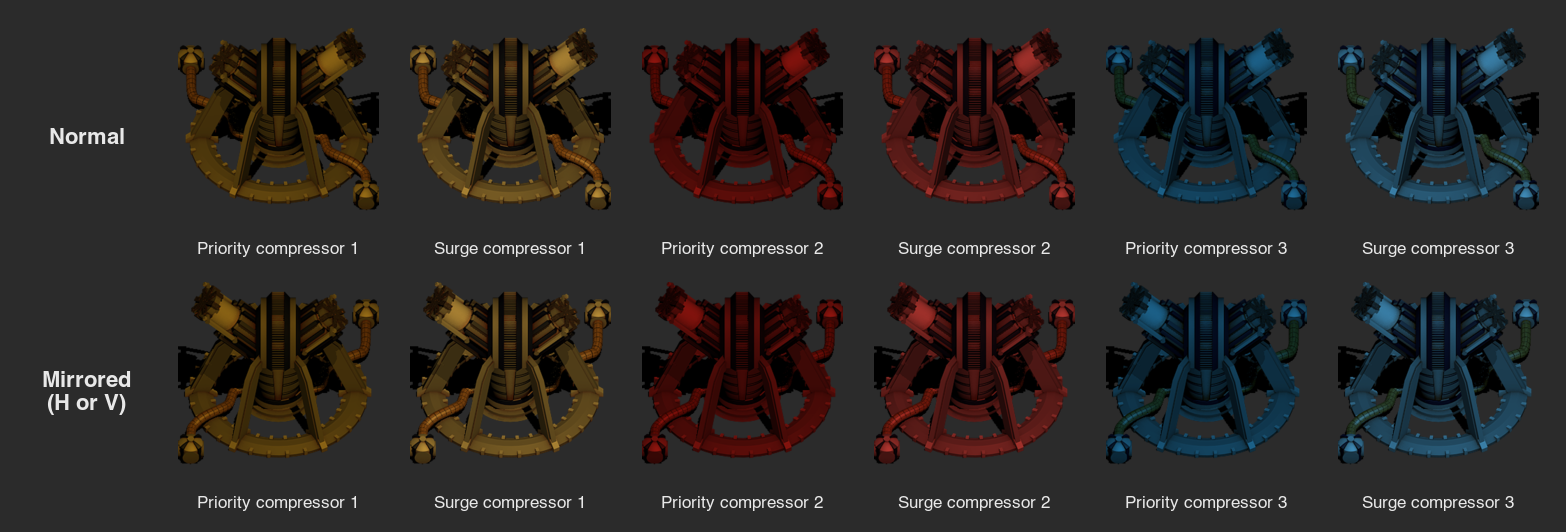 Normal
Priority compressor 1
Surge compressor 1
Priority compressor 2
Surge compressor 2
Priority compressor 3
Surge compressor 3
Mirrored
(H or V)
Priority compressor 1
Surge compressor 1
Priority compressor 2
Surge compressor 2
Priority compressor 3
Surge compressor 3